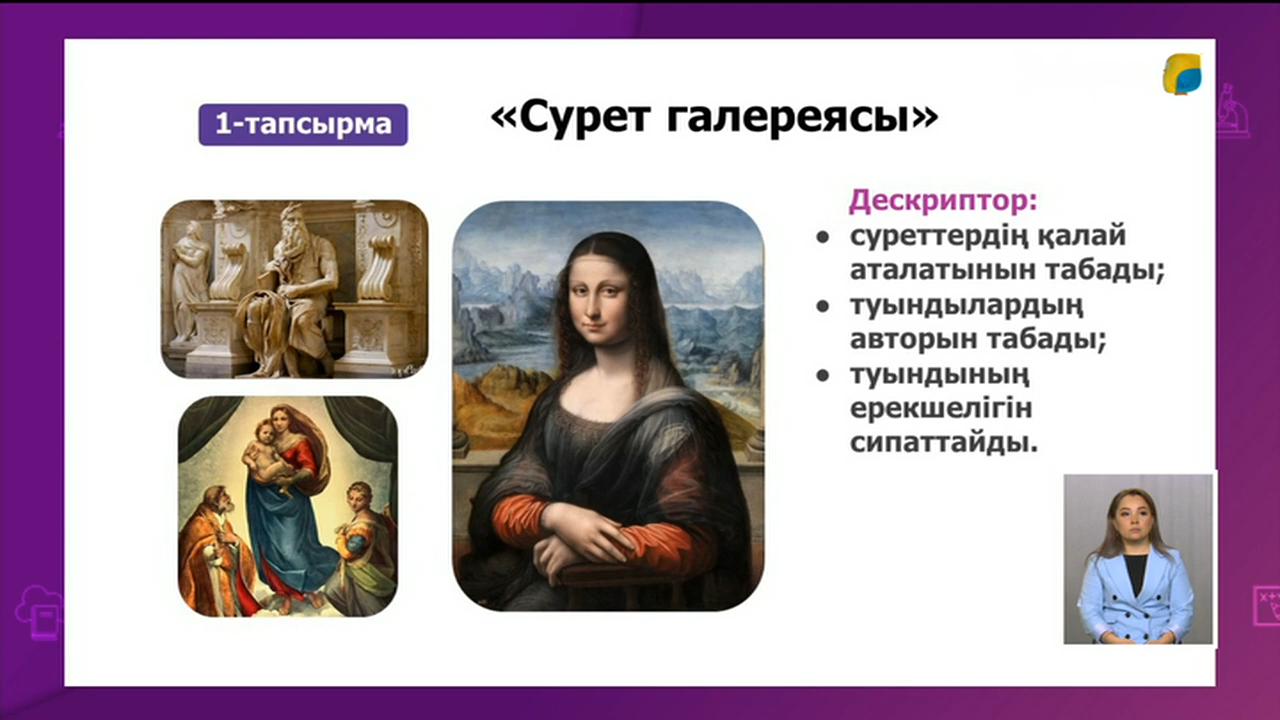 1-тапсырма
«Сурет галереясы»
Дескриптор:
● суреттердің қалай
аталатынын табады;
● туындылардың
авторын табады;
● туындының
ерекшелігін
сипаттайды.